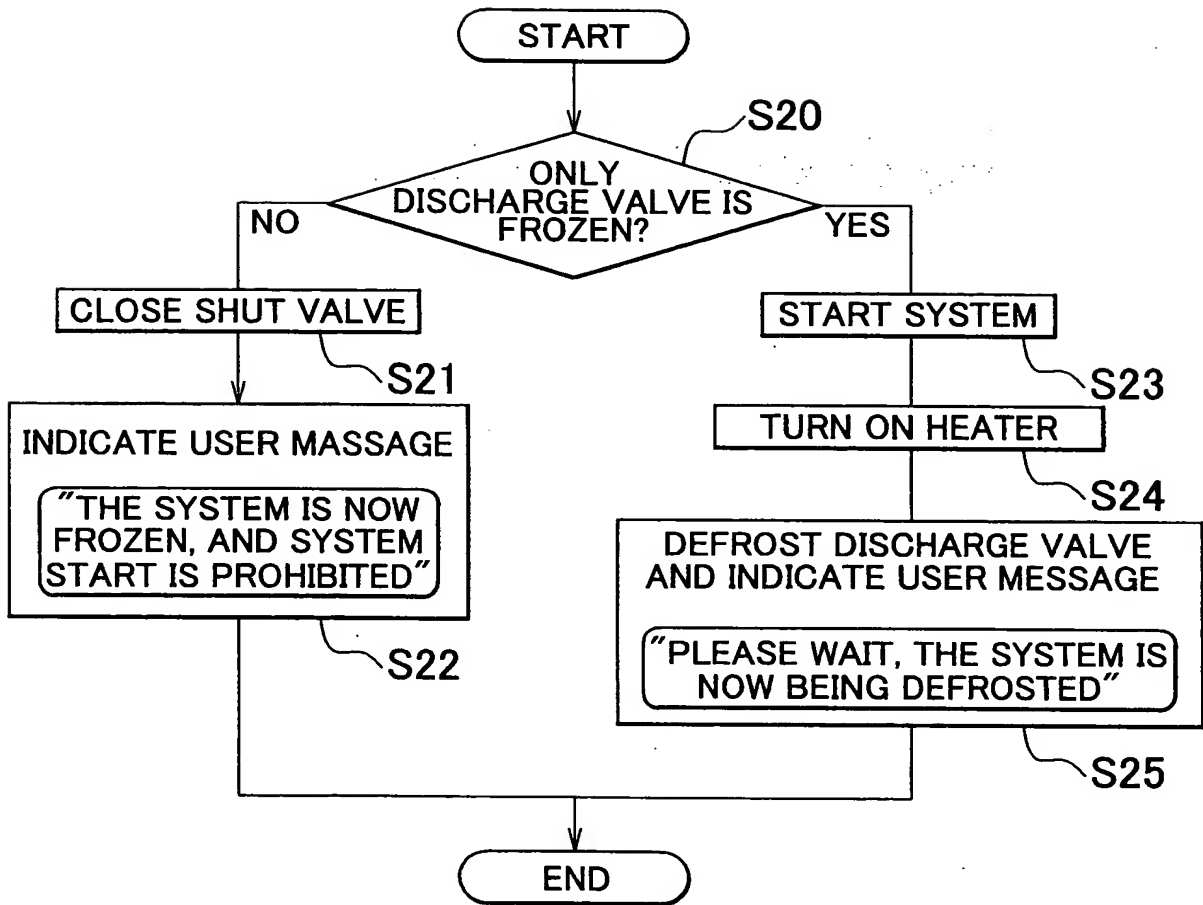 START
S20
ONLY
DISCHARGE VALVE IS
FROZEN?
NO
YES
CLOSE SHUT VALVE
S21
INDICATE USER MASSAGE
"THE SYSTEM IS NOW
FROZEN, AND SYSTEM
START IS PROHIBITED"
S22
START SYSTEM
S23
TURN ON HEATER
S24
DEFROST DISCHARGE VALVE
AND INDICATE USER MESSAGE
"PLEASE WAIT, THE SYSTEM IS
NOW BEING DEFROSTED"
S25
END